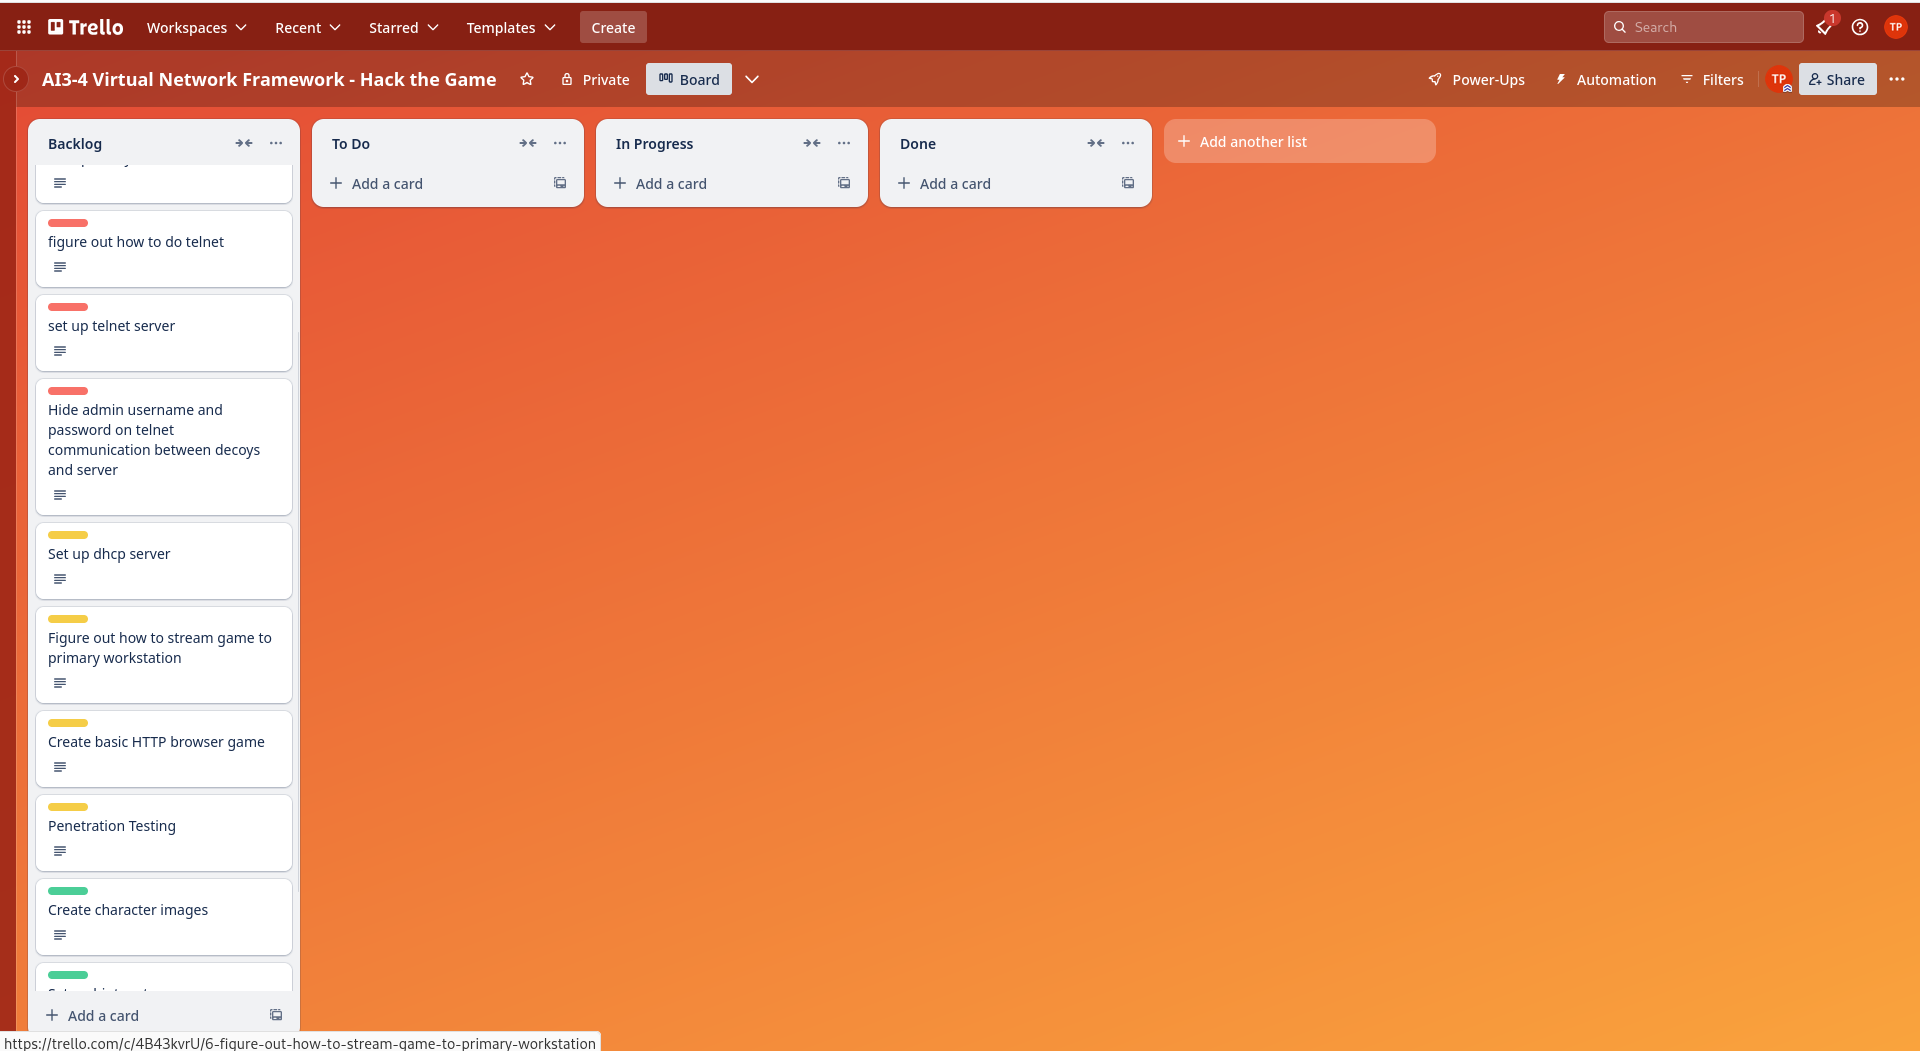 Trello
Workspaces
Recent
Starred
Templates
Create
Search
1
TP
AI3-4 Virtual Network Framework - Hack the Game
Private
Board
Power-Ups
Automation
Filters
TP
Share
Backlog
figure out how to do telnet
set up telnet server
Hide admin username and
password on telnet
communication between decoys
and server
Set up dhcp server
Figure out how to stream game to
primary workstation
Create basic HTTP browser game
Penetration Testing
Create character images
Add a card
To Do
Add a card
In Progress
Add a card
Done
Add a card
Add another list
https://trello.com/c/4B43kvrU/6-figure-out-how-to-stream-game-to-primary-workstation